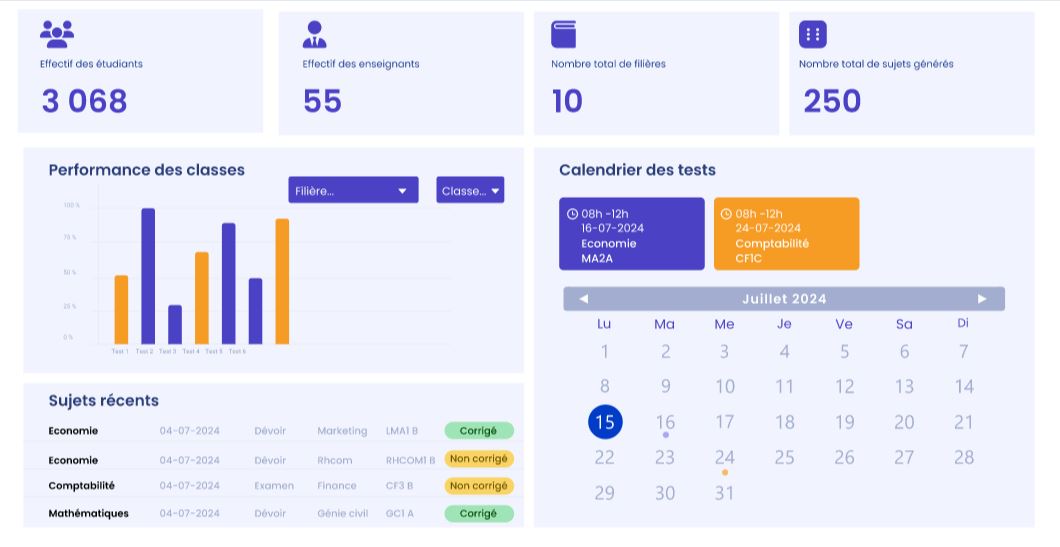 Effectif des étudiants
3 068
Effectif des enseignants
55
Nombre total de filières
10
Nombre total de sujets générés
250
Performance des classes
Filière...
Classe...
100 %
70 %
50 %
25 %
0 %
Test 1 Test 2 Test 3 Test 4 Test 5 Test 6
Sujets récents
Economie 04-07-2024 Dévoir Marketing LMA1 B Corrigé
Economie 04-07-2024 Dévoir Rhcom RHCOM1 B Non corrigé
Comptabilité 04-07-2024 Examen Finance CF3 B Non corrigé
Mathématiques 04-07-2024 Dévoir Génie civil GC1 A Corrigé
Calendrier des tests
08h -12h
16-07-2024
Economie
MA2A
08h -12h
24-07-2024
Comptabilité
CF1C
Juillet 2024
Lu Ma Me Je Ve Sa Di
1 2 3 4 5 6 7
8 9 10 11 12 13 14
15 16 17 18 19 20 21
22 23 24 25 26 27 28
29 30 31